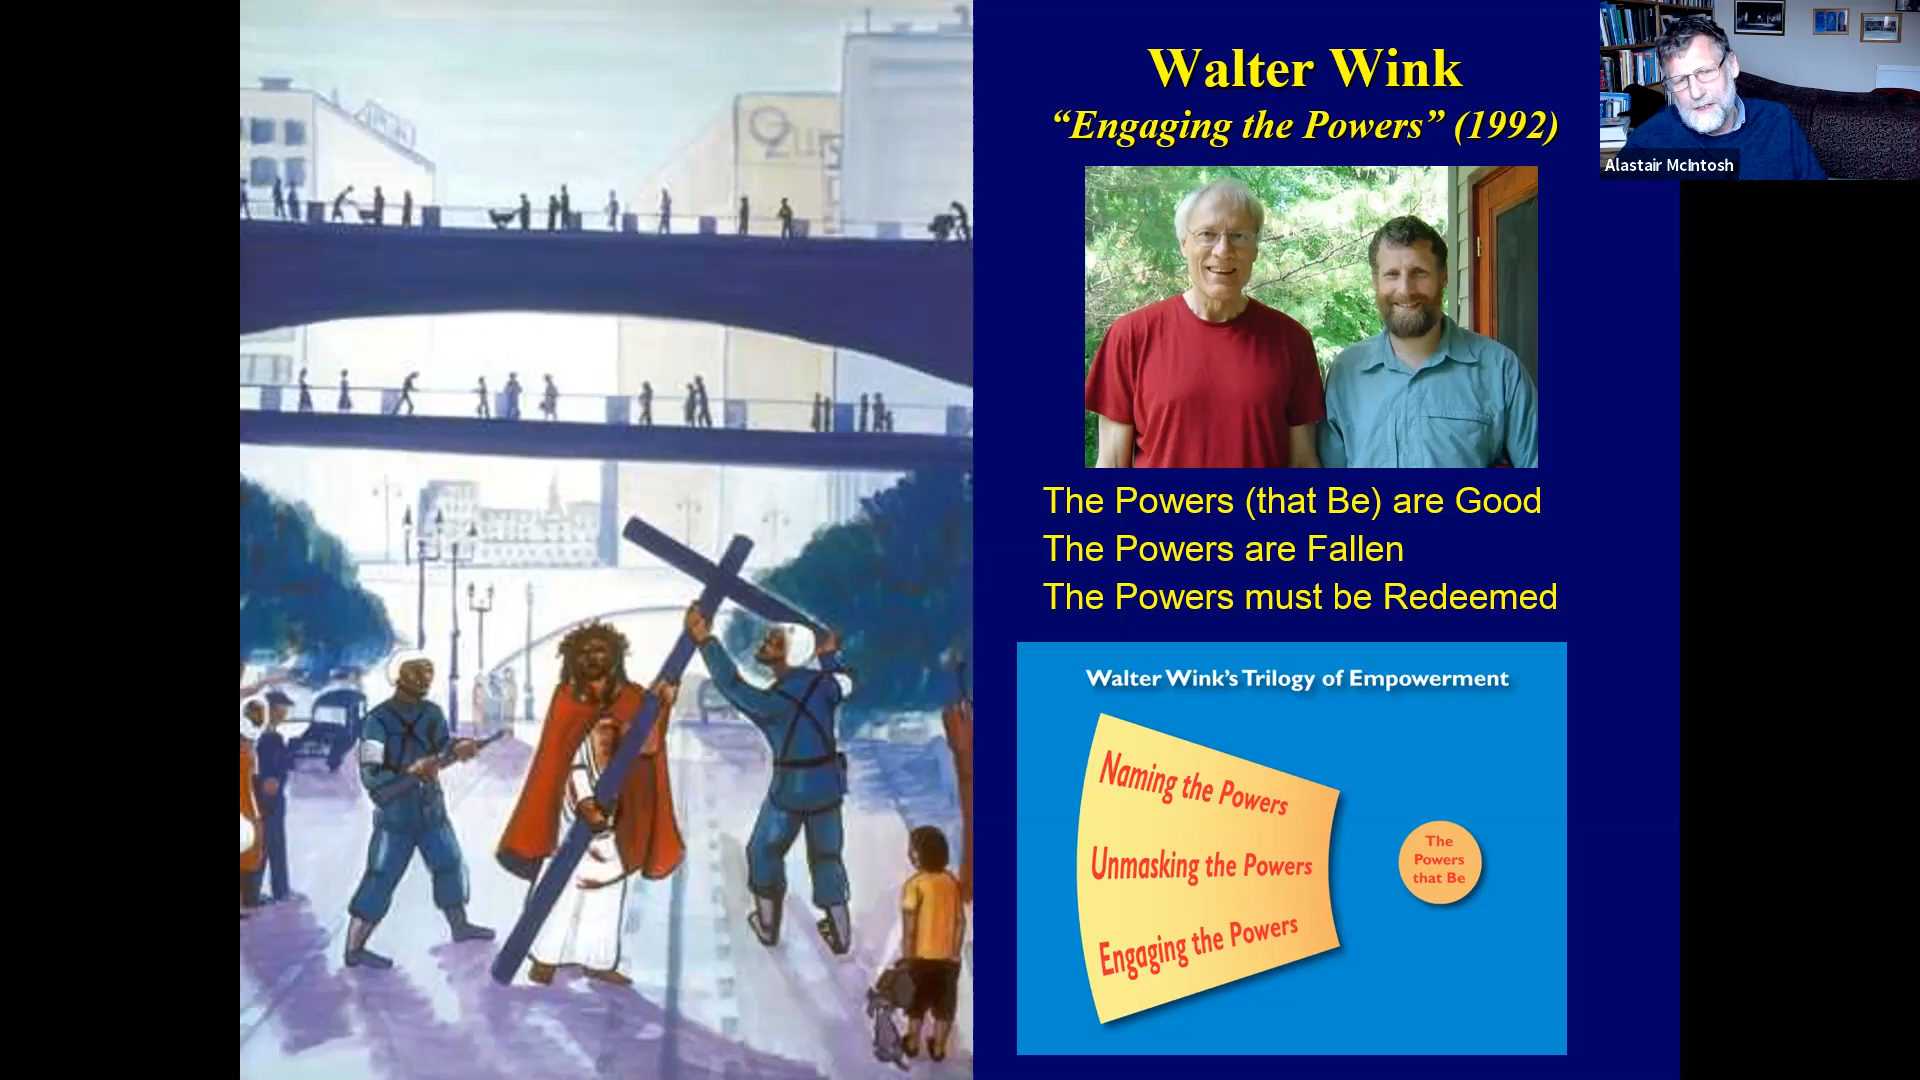 Walter Wink
“Engaging the Powers” (1992)
Alastair McIntosh
The Powers (that Be) are Good
The Powers are Fallen
The Powers must be Redeemed
Walter Wink's Trilogy of Empowerment
Naming the Powers
Unmasking the Powers
Engaging the Powers
The
Powers
that Be